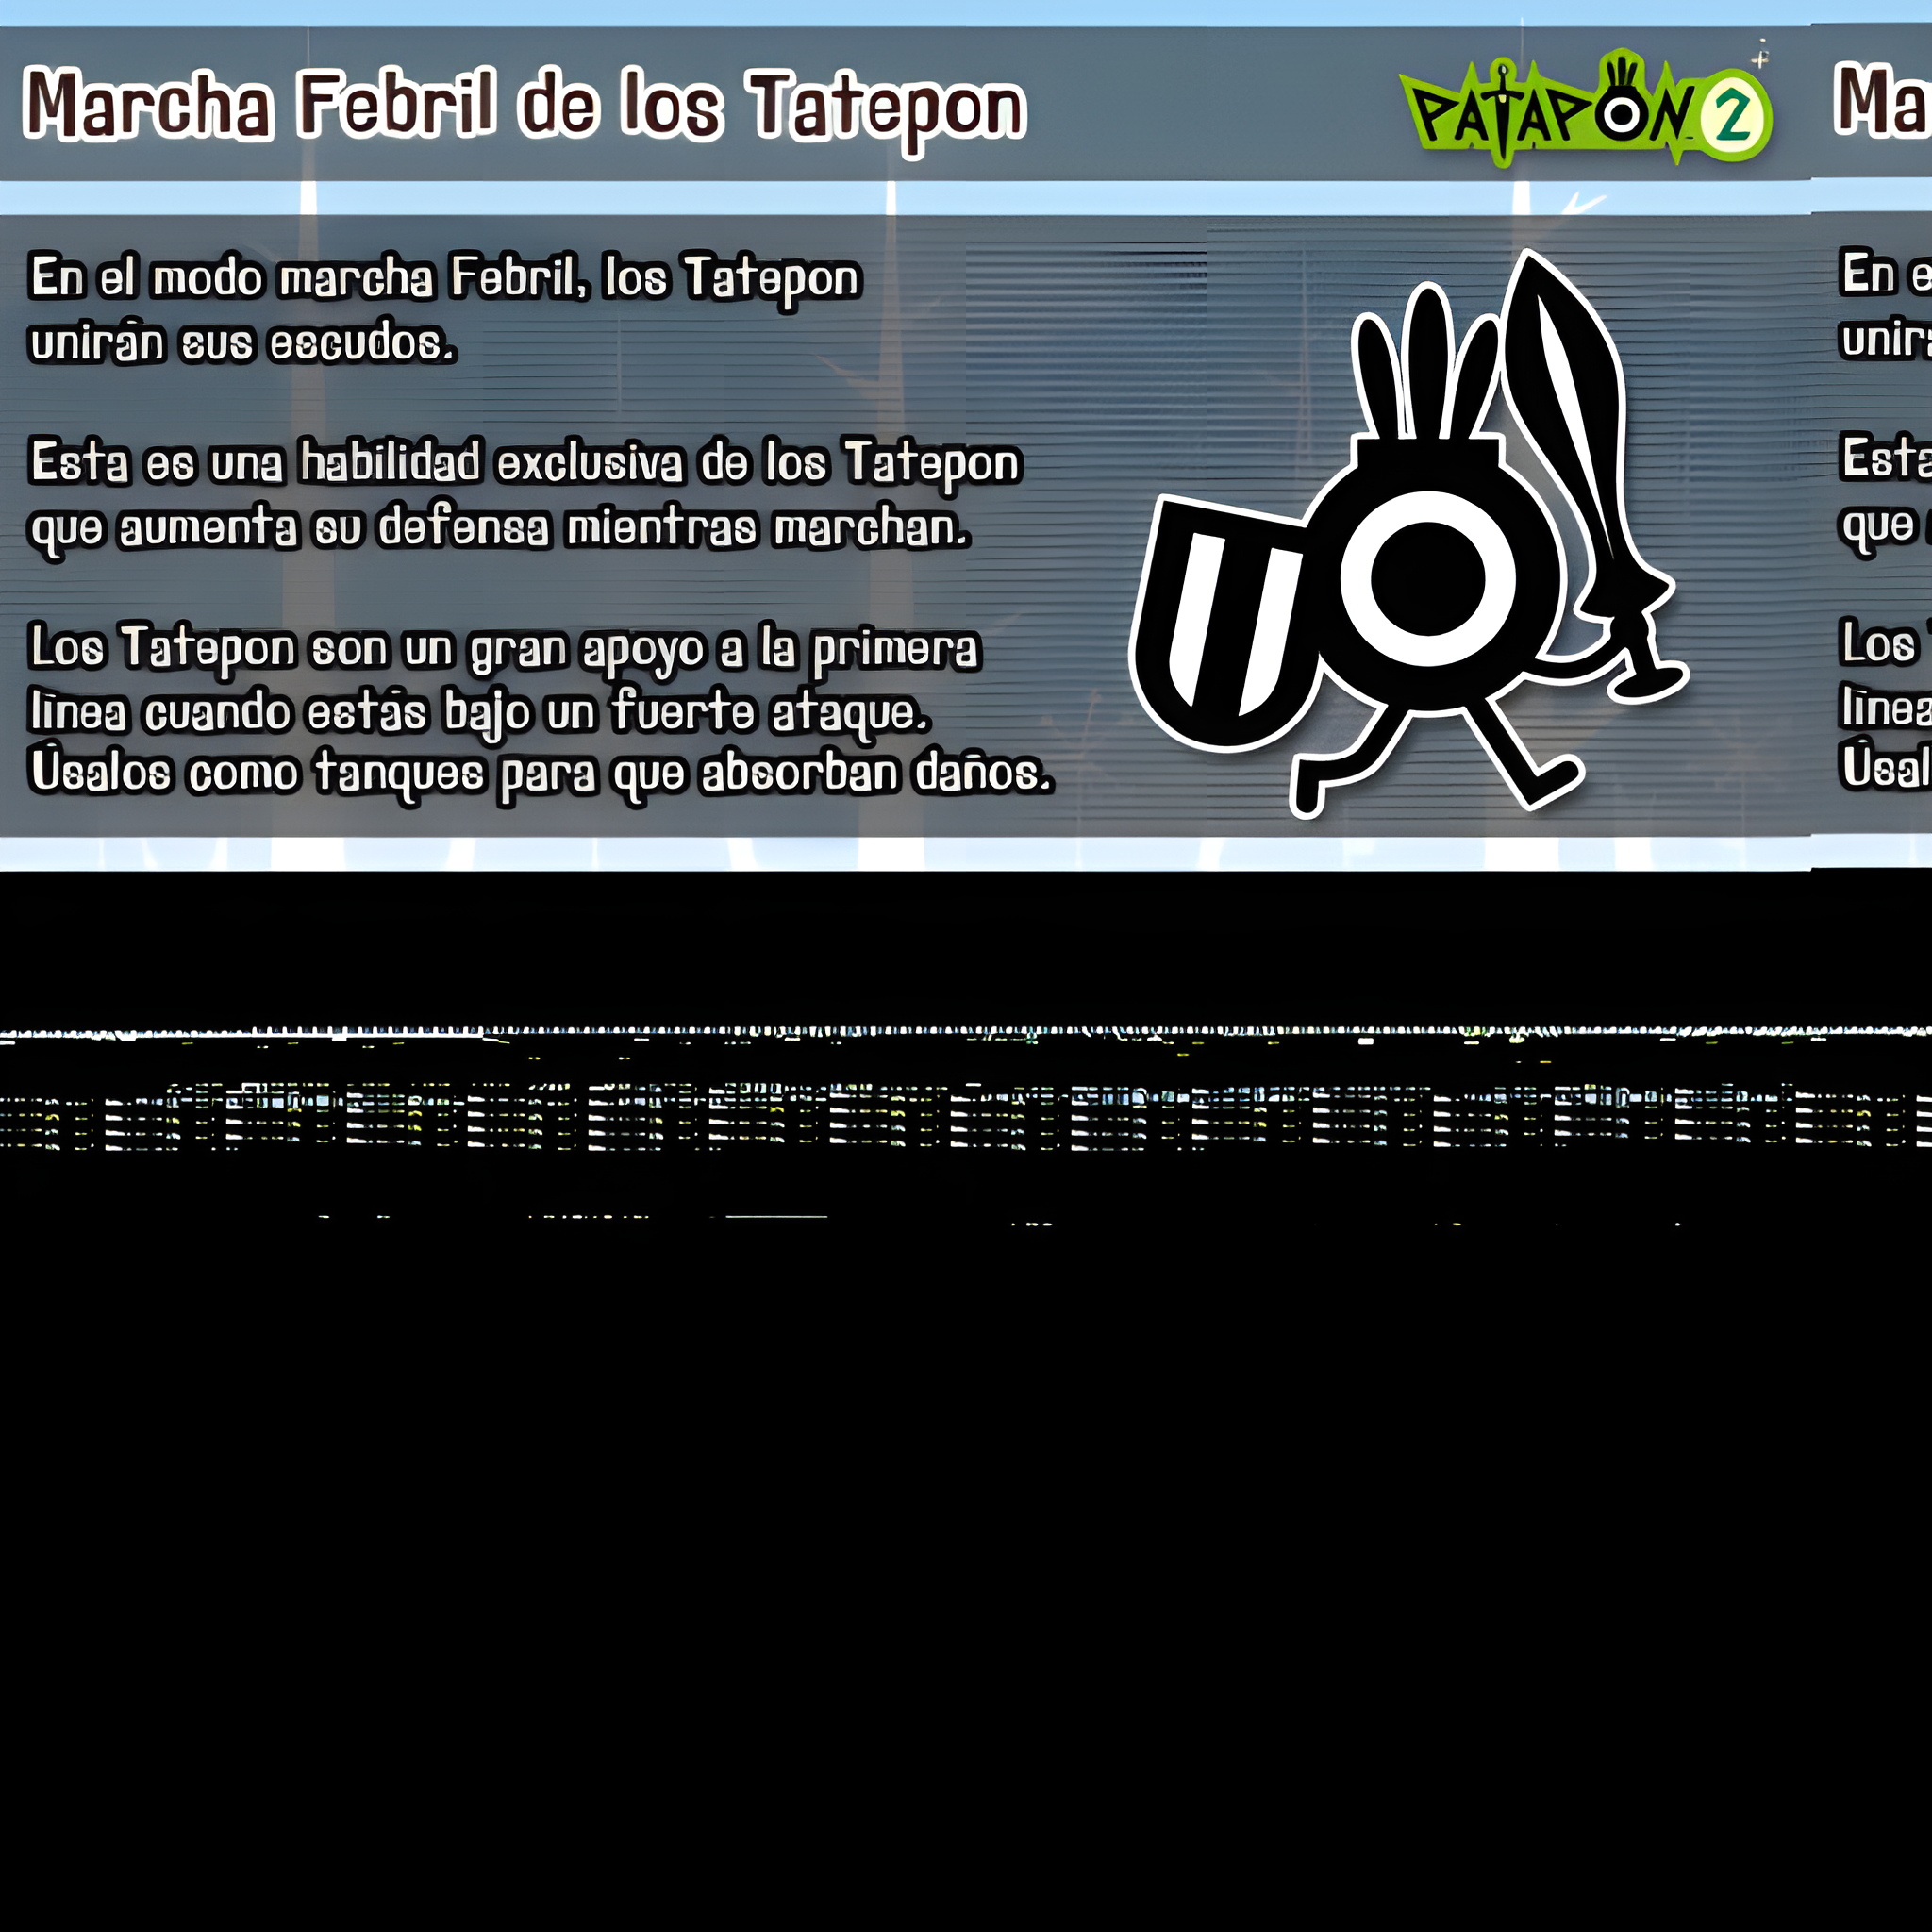 Marcha Febril de los Tatepon
PATAPON 2
Ma
En el modo marcha Febril, los Tatepon
unirán sus escudos.
Esta es una habilidad exclusiva de los Tatepon
que aumenta su defensa mientras marchan.
Los Tatepon son un gran apoyo a la primera
línea cuando estás bajo un fuerte ataque.
Úsalos como tanques para que absorban daños.
En e
unir
Esta
que
Los
línea
Úsal